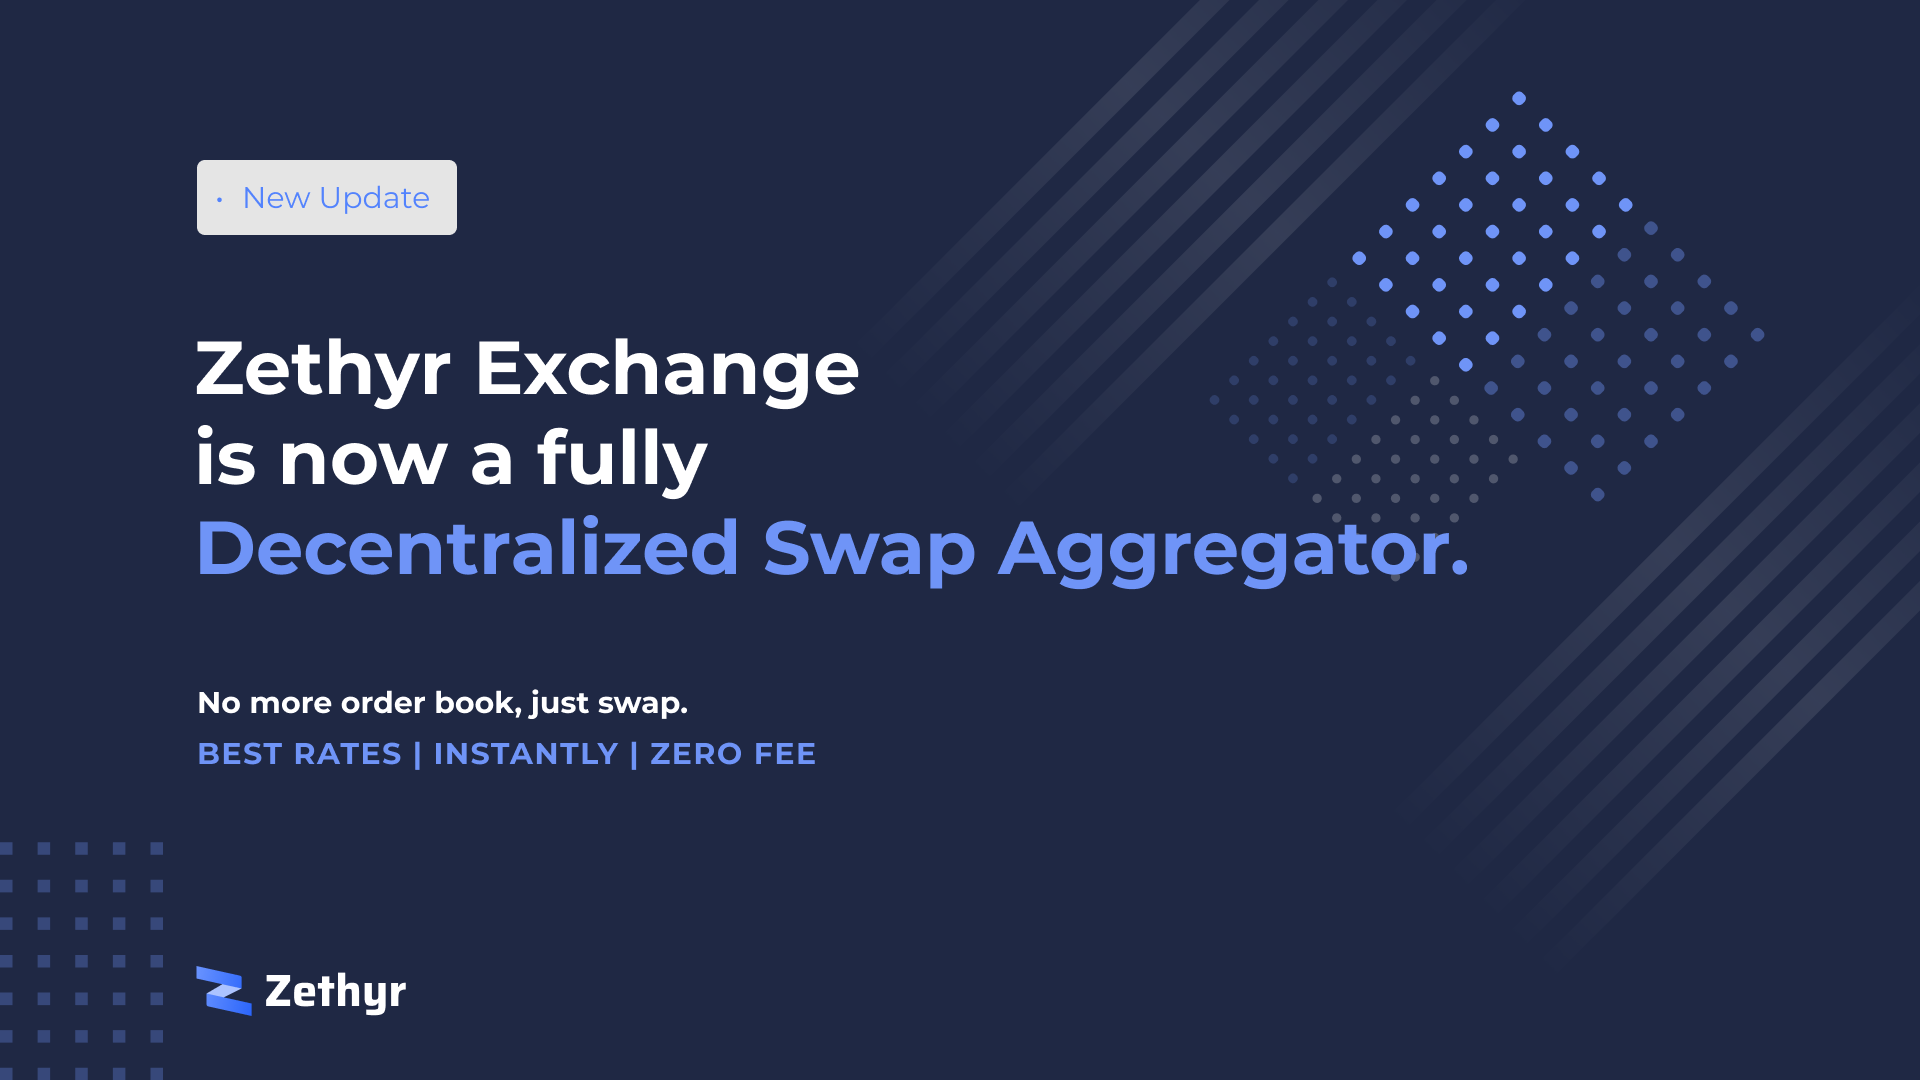 • New Update
Zethyr Exchange
is now a fully
Decentralized Swap Aggregator.
No more order book, just swap.
BEST RATES | INSTANTLY | ZERO FEE
Zethyr